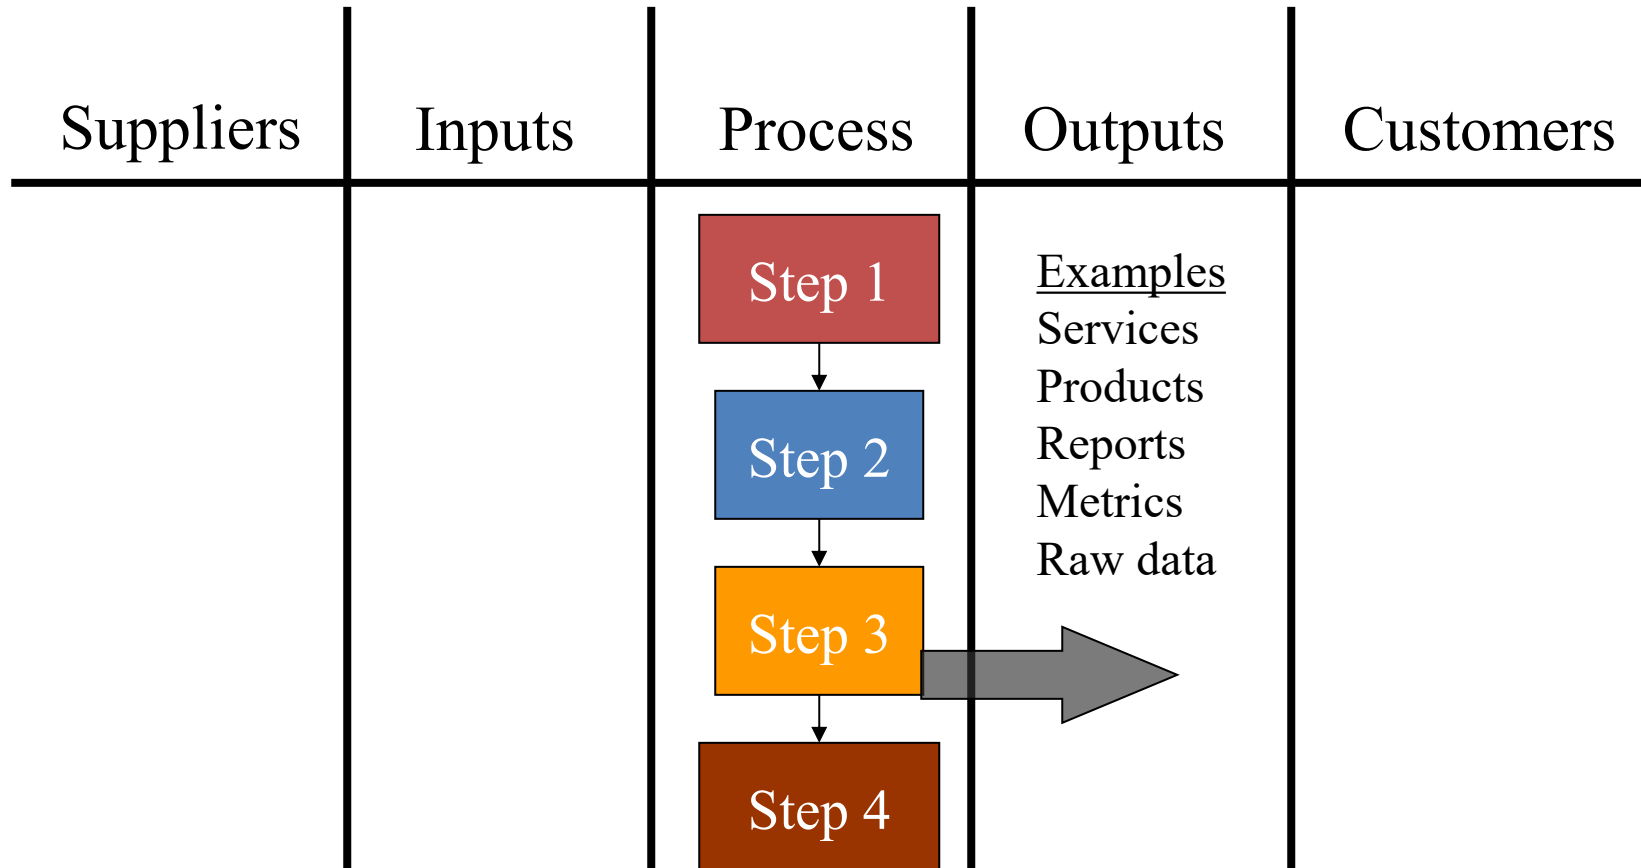 Suppliers
Inputs
Process
Outputs
Customers
Step 1
Step 2
Step 3
Step 4
Examples
Services
Products
Reports
Metrics
Raw data